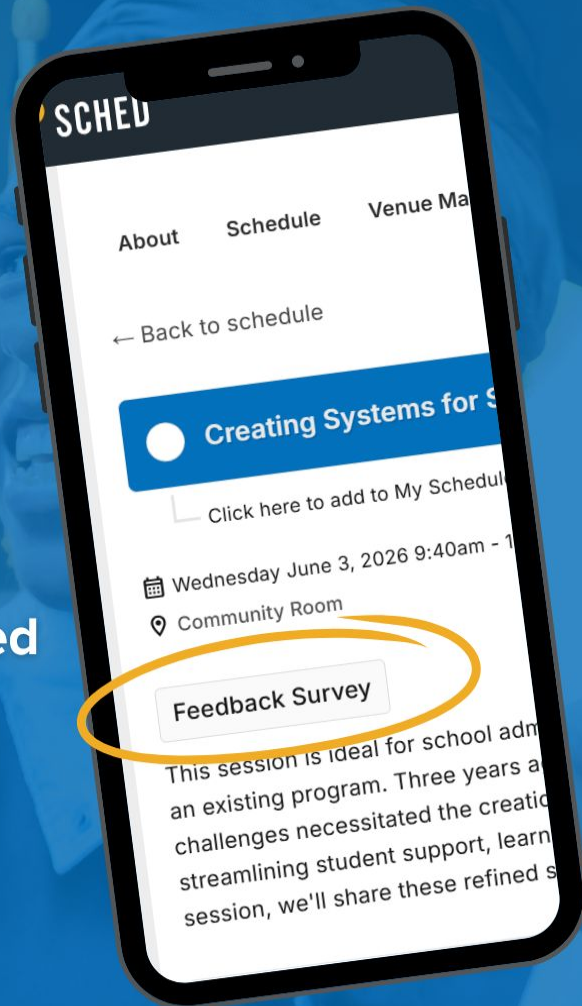 SCHED
About Schedule Venue Ma
← Back to schedule
Creating Systems for S
Click here to add to My Schedul
Wednesday June 3, 2026 9:40am - 1
Community Room
ed
Feedback Survey
This session is ideal for school adm
an existing program. Three years a
challenges necessitated the creatio
streamlining student support, learn
session, we'll share these refined s